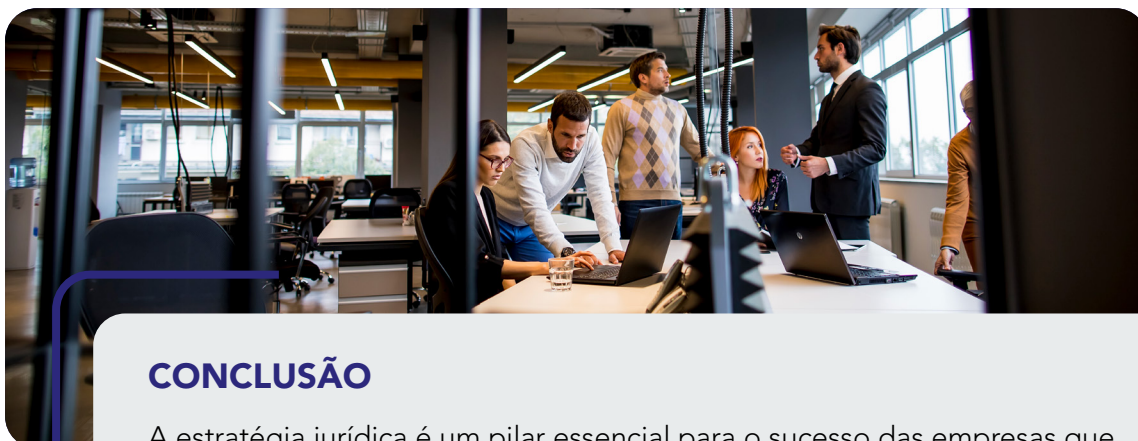 CONCLUSÃO
A estratégia jurídica é um pilar essencial para o sucesso das empresas que